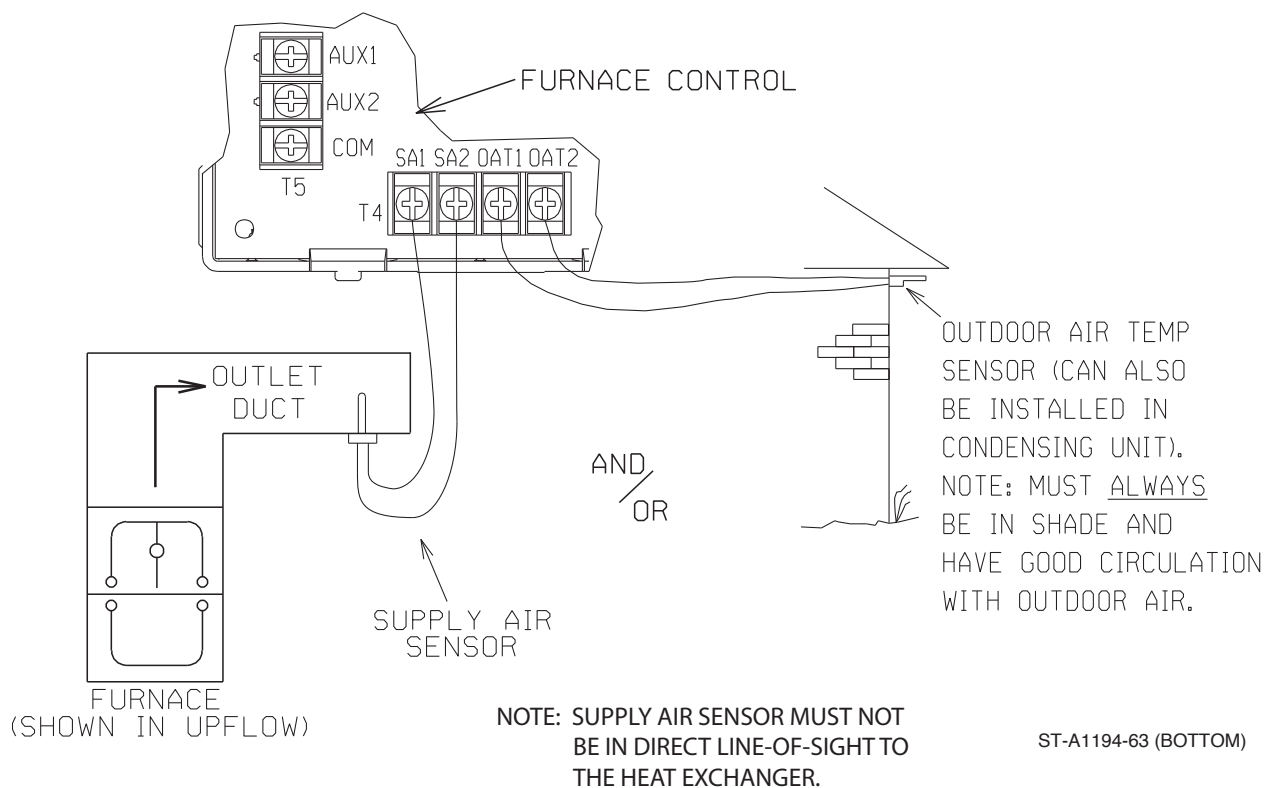 AUX1
FURNACE CONTROL
AUX2
COM
SA1 SA2 OAT1 OAT2
T5
T4
OUTLET
DUCT
OUTDOOR AIR TEMP
SENSOR (CAN ALSO
BE INSTALLED IN
CONDENSING UNIT).
NOTE: MUST ALWAYS
BE IN SHADE AND
HAVE GOOD CIRCULATION
WITH OUTDOOR AIR.
AND/
OR
SUPPLY AIR
SENSOR
FURNACE
(SHOWN IN UPFLOW)
NOTE: SUPPLY AIR SENSOR MUST NOT
BE IN DIRECT LINE-OF-SIGHT TO
THE HEAT EXCHANGER.
ST-A1194-63 (BOTTOM)